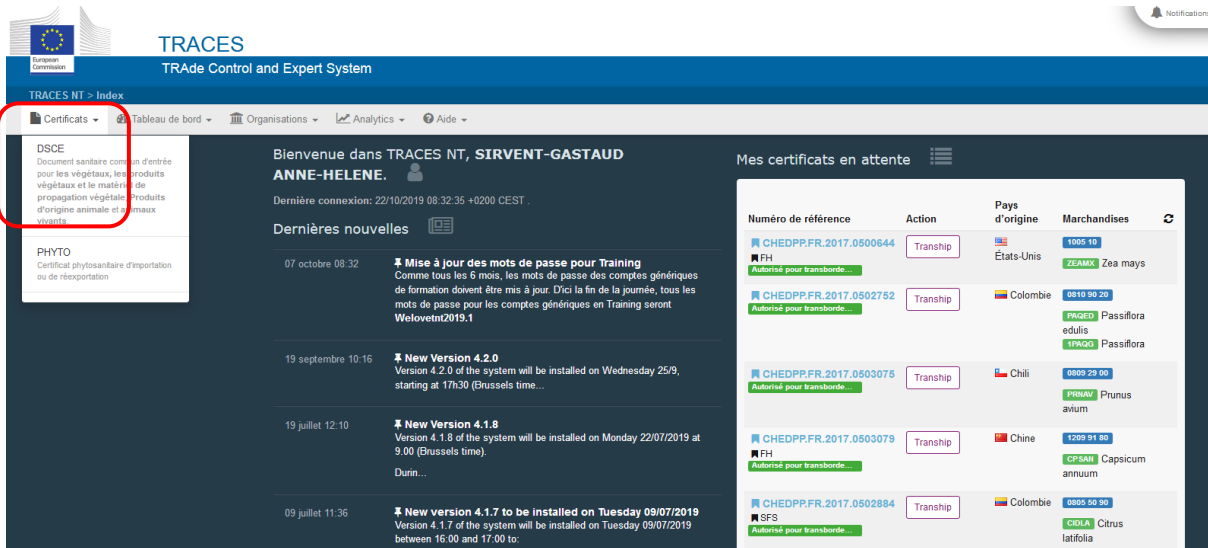 Notifications
European
Commission
TRACES
TRAde Control and Expert System
TRACES NT > Index
Certificats
Tableau de bord
Organisations
Analytics
Aide
DSCE
Document sanitaire commun d'entrée
pour les végétaux, les produits
végétaux et le matériel de
propagation végétale, Produits
d'origine animale et animaux
vivants
PHYTO
Certificat phytosanitaire d'importation
ou de réexportation
Bienvenue dans TRACES NT, SIRVENT-GASTAUD
ANNE-HELENE.
Dernière connexion: 22/10/2019 08:32:35 +0200 CEST .
Dernières nouvelles
07 octobre 08:32
Mise à jour des mots de passe pour Training
Comme tous les 6 mois, les mots de passe des comptes génériques
de formation doivent être mis à jour. D'ici la fin de la journée, tous les
mots de passe pour les comptes génériques en Training seront
Welovetnt2019.1
19 septembre 10:16
New Version 4.2.0
Version 4.2.0 of the system will be installed on Wednesday 25/9,
starting at 17h30 (Brussels time...
19 juillet 12:10
New Version 4.1.8
Version 4.1.8 of the system will be installed on Monday 22/07/2019 at
9.00 (Brussels time).
Durin...
09 juillet 11:36
New version 4.1.7 to be installed on Tuesday 09/07/2019
Version 4.1.7 of the system will be installed on Tuesday 09/07/2019
between 16:00 and 17:00 to:
Mes certificats en attente
Numéro de référence Action Pays d'origine Marchandises
CHEDPP.FR.2017.0500644
FH
Autorisé pour transborde...
Tranship
États-Unis
1005 10
ZEAMX Zea mays
CHEDPP.FR.2017.0502752
Autorisé pour transborde...
Tranship
Colombie
0810 90 20
PAQED Passiflora
edulis
1PAQG Passiflora
CHEDPP.FR.2017.0503075
Autorisé pour transborde...
Tranship
Chili
0809 29 00
PRNAV Prunus
avium
CHEDPP.FR.2017.0503079
FH
Autorisé pour transborde...
Tranship
Chine
1209 91 80
CPSAN Capsicum
annuum
CHEDPP.FR.2017.0502884
SFS
Autorisé pour transborde...
Tranship
Colombie
0805 50 90
CIDLA Citrus
latifolia